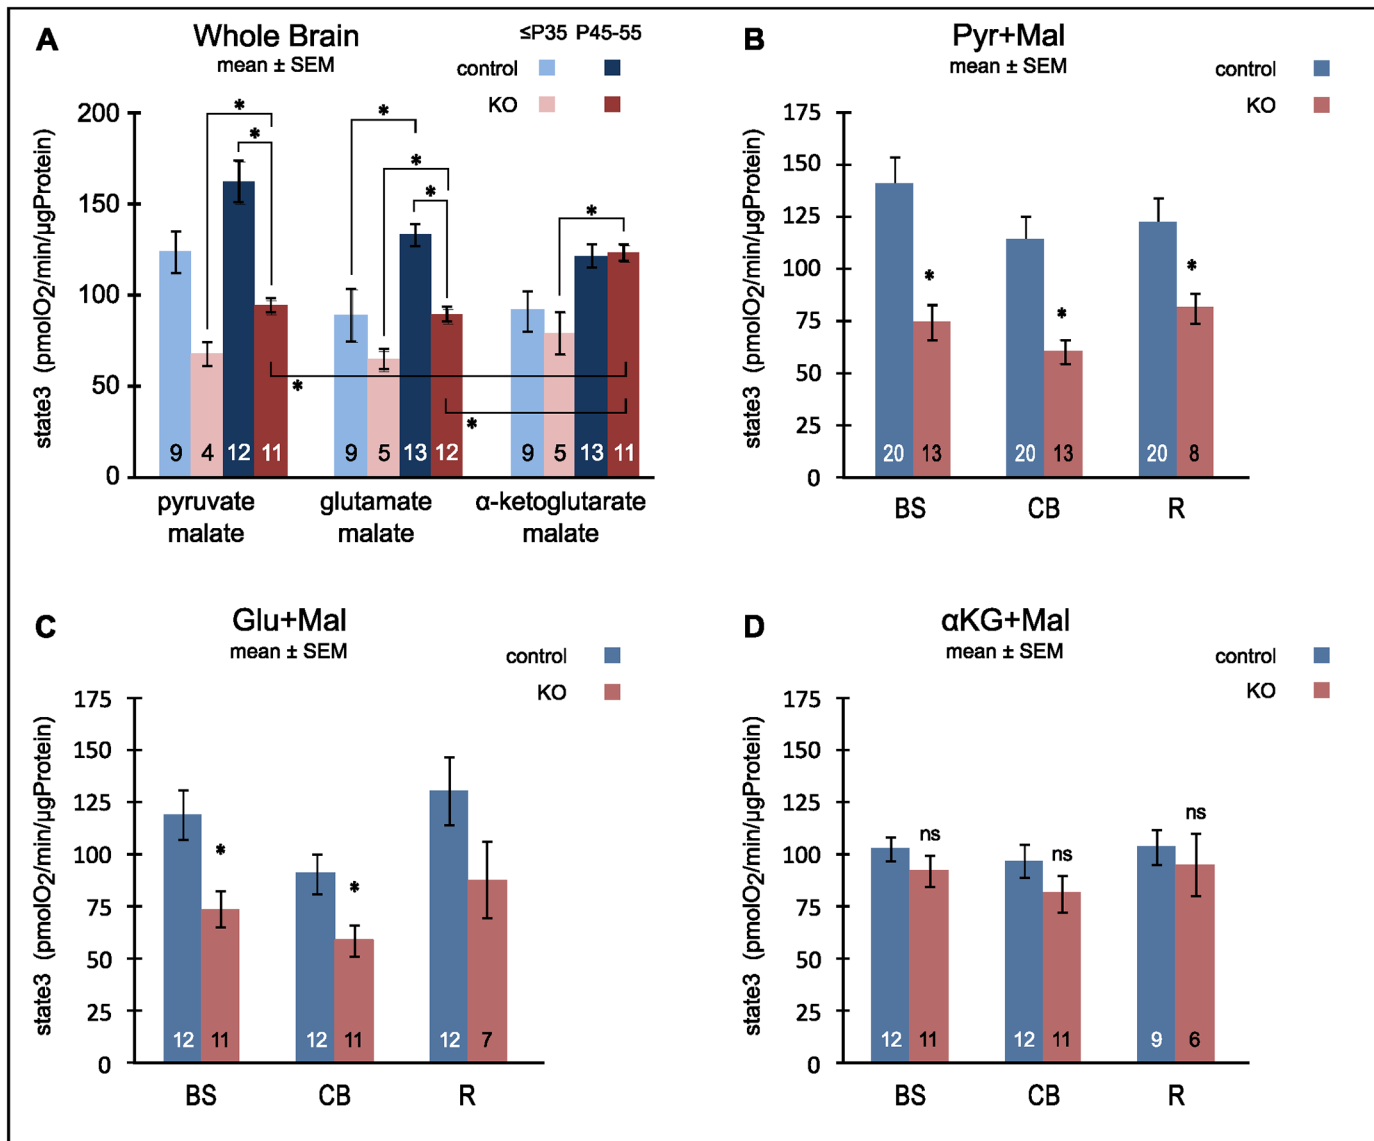 A
Whole Brain
mean ± SEM
≤P35 P45-55
control
KO
state3 (pmolO2/min/µgProtein)
200
150
100
50
0
* * * * * * * *
9 4 12 11 9 5 13 12 9 5 13 11
pyruvate glutamate α-ketoglutarate
malate malate malate
B
Pyr+Mal
mean ± SEM
control
KO
state3 (pmolO2/min/µgProtein)
175
150
125
100
75
50
25
0
* * *
20 13 20 13 20 8
BS CB R
C
Glu+Mal
mean ± SEM
control
KO
state3 (pmolO2/min/µgProtein)
175
150
125
100
75
50
25
0
* *
12 11 12 11 12 7
BS CB R
D
αKG+Mal
mean ± SEM
control
KO
state3 (pmolO2/min/µgProtein)
175
150
125
100
75
50
25
0
ns ns ns
12 11 12 11 9 6
BS CB R